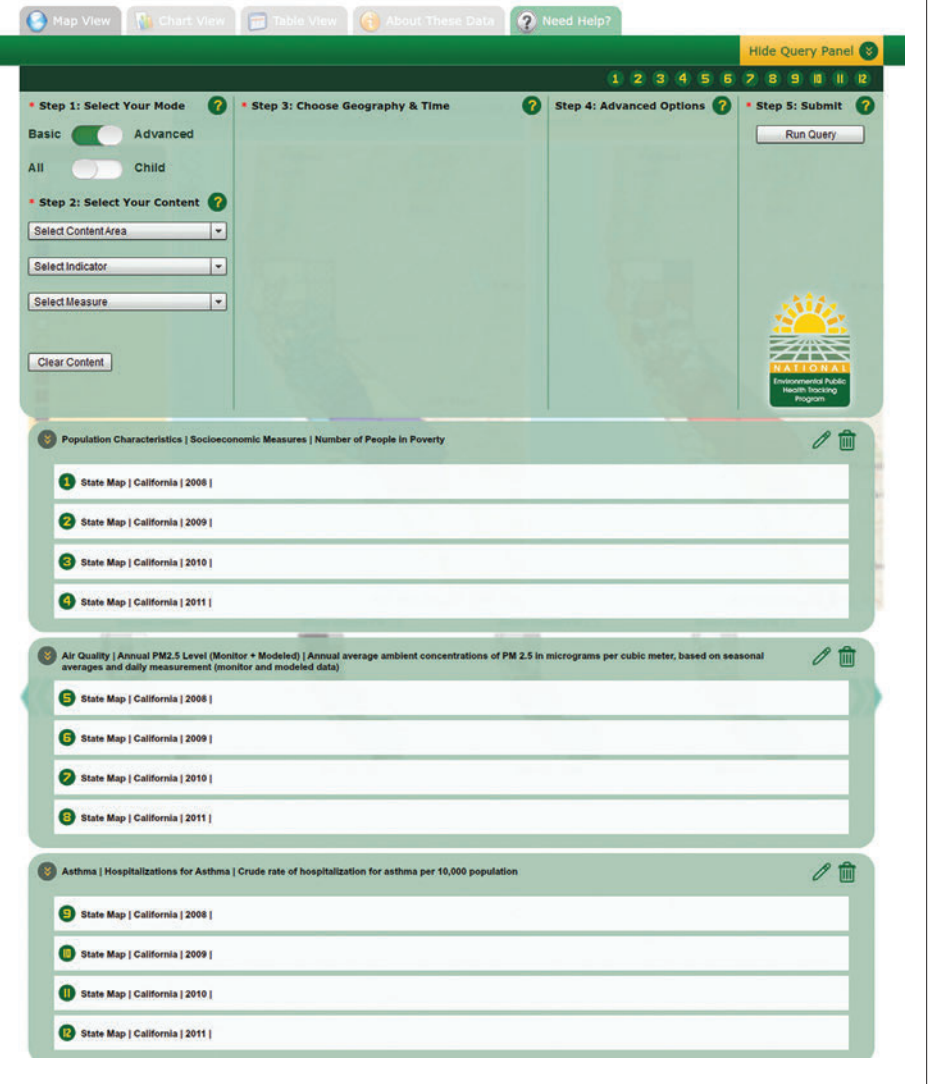 Map View Chart View Table View About These Data Need Help?
Hide Query Panel
1 2 3 4 5 6 7 8 9 10 11 12
* Step 1: Select Your Mode ? * Step 3: Choose Geography & Time ? Step 4: Advanced Options ? * Step 5: Submit ?
Basic Advanced Run Query
All Child
* Step 2: Select Your Content ?
Select Content Area
Select Indicator
Select Measure
Clear Content
NATIONAL
Environmental Public
Health Tracking
Program
Population Characteristics | Socioeconomic Measures | Number of People in Poverty
1 State Map | California | 2008 |
2 State Map | California | 2009 |
3 State Map | California | 2010 |
4 State Map | California | 2011 |
Air Quality | Annual PM2.5 Level (Monitor + Modeled) | Annual average ambient concentrations of PM 2.5 in micrograms per cubic meter, based on seasonal
averages and daily measurement (monitor and modeled data)
5 State Map | California | 2008 |
6 State Map | California | 2009 |
7 State Map | California | 2010 |
8 State Map | California | 2011 |
Asthma | Hospitalizations for Asthma | Crude rate of hospitalization for asthma per 10,000 population
9 State Map | California | 2008 |
10 State Map | California | 2009 |
11 State Map | California | 2010 |
12 State Map | California | 2011 |